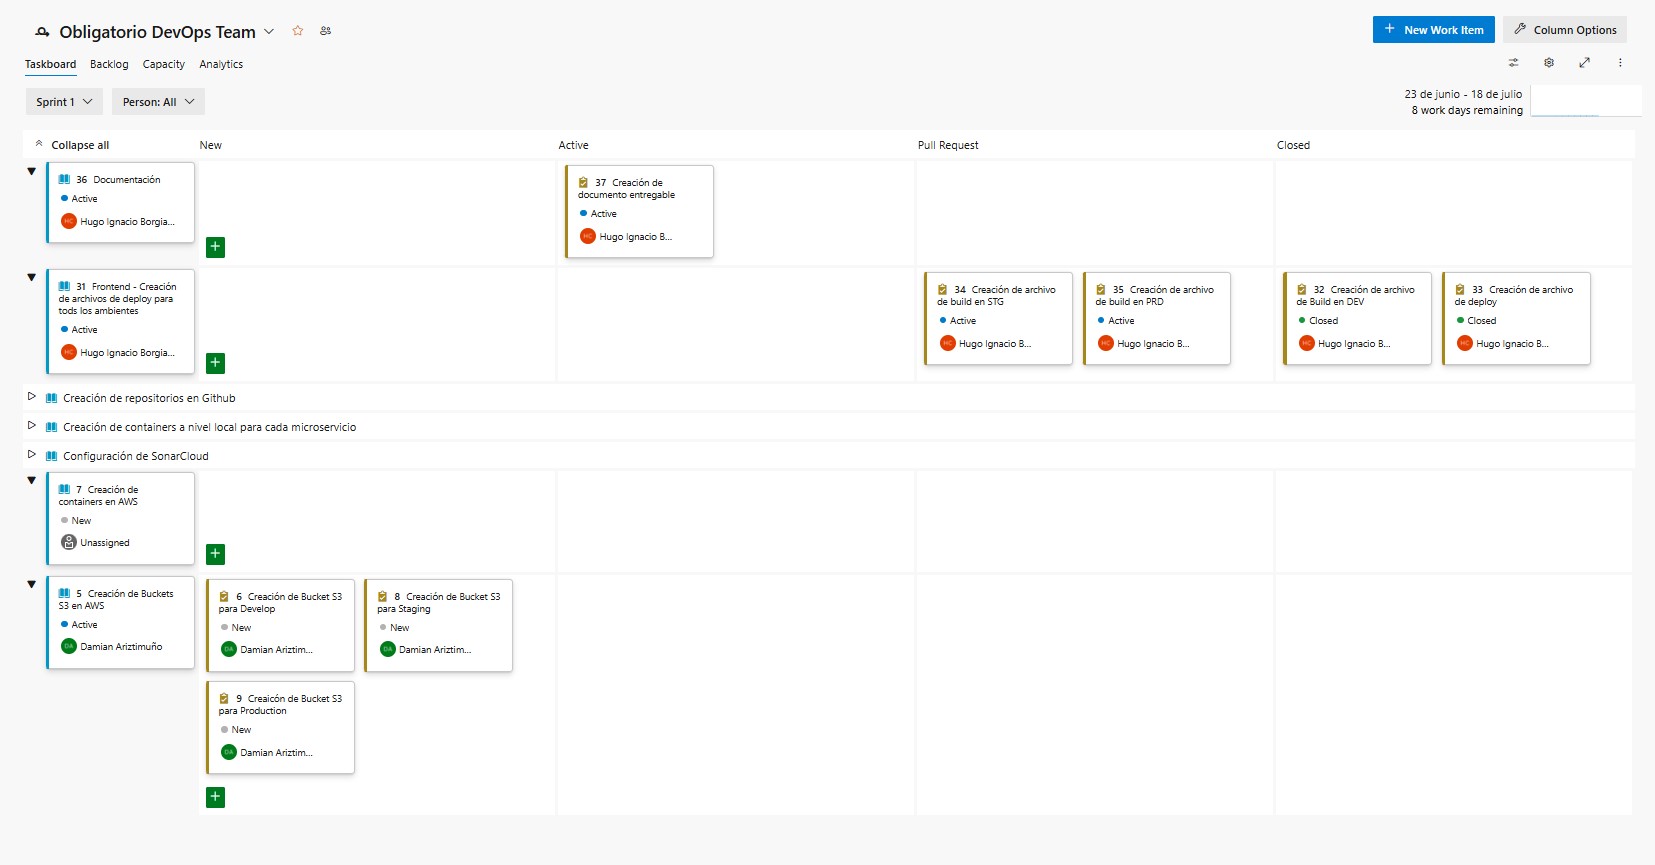 Obligatorio DevOps Team
New Work Item
Column Options
Taskboard
Backlog
Capacity
Analytics
Sprint 1
Person: All
23 de junio - 18 de julio
8 work days remaining
Collapse all
New
Active
Pull Request
Closed
36 Documentación
Active
HC Hugo Ignacio Borgia...
37 Creación de
documento entregable
Active
HC Hugo Ignacio B...
31 Frontend - Creación
de archivos de deploy para
tods los ambientes
Active
HC Hugo Ignacio Borgia...
34 Creación de archivo
de build en STG
Active
HC Hugo Ignacio B...
35 Creación de archivo
de build en PRD
Active
HC Hugo Ignacio B...
32 Creación de archivo
de Build en DEV
Closed
HC Hugo Ignacio B...
33 Creación de archivo
de deploy
Closed
HC Hugo Ignacio B...
Creación de repositorios en Github
Creación de containers a nivel local para cada microservicio
Configuración de SonarCloud
7 Creación de
containers en AWS
New
Unassigned
5 Creación de Buckets
S3 en AWS
Active
DA Damian Ariztimuño
6 Creación de Bucket S3
para Develop
New
DA Damian Ariztim...
8 Creación de Bucket S3
para Staging
New
DA Damian Ariztim...
9 Creaicón de Bucket S3
para Production
New
DA Damian Ariztim...